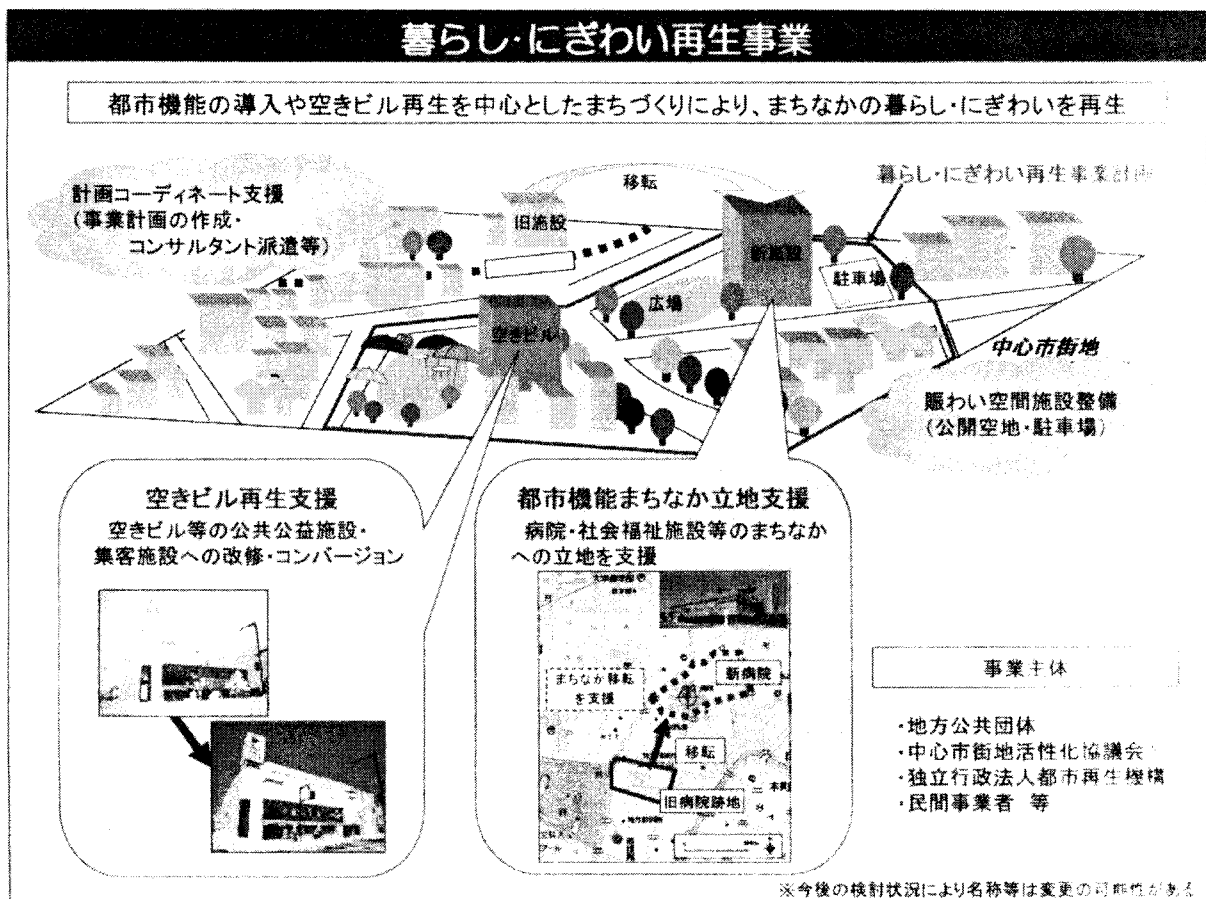 暮らし・にぎわい再生事業
都市機能の導入や空きビル再生を中心としたまちづくりにより、まちなかの暮らし・にぎわいを再生
計画コーディネート支援
(事業計画の作成・
コンサルタント派遣等)
移転
旧施設
暮らし・にぎわい再生事業計画
新施設
駐車場
広場
空きビル
中心市街地
賑わい空間施設整備
(公開空地・駐車場)
空きビル再生支援
空きビル等の公共公益施設・
集客施設への改修・コンバージョン
都市機能まちなか立地支援
病院・社会福祉施設等のまちなか
への立地を支援
まちなか移転
を支援
新病院
移転
旧病院跡地
本町
事業主体
・地方公共団体
・中心市街地活性化協議会
・独立行政法人都市再生機構
・民間事業者 等
※今後の検討状況により名称等は変更の可能性がある